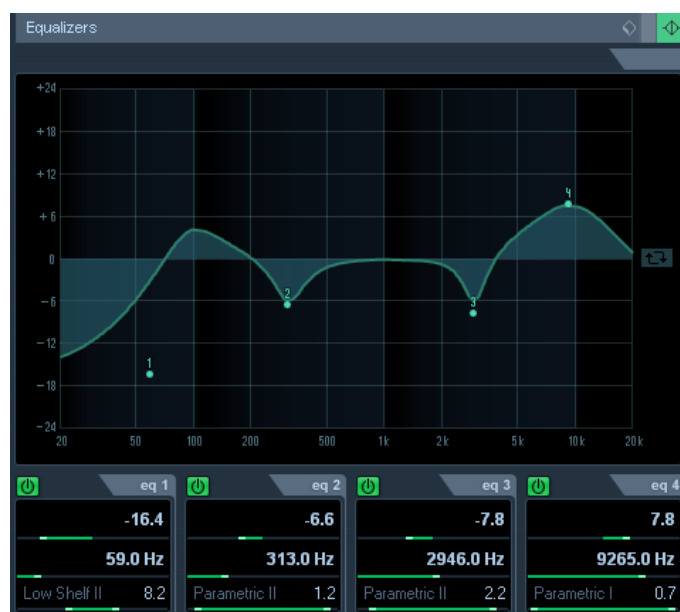 Equalizers
+24
+18
+12
+6
0
-6
-12
-18
-24
1
2
3
4
20 50 100 200 500 1k 2k 5k 10k 20k
eq 1 eq 2 eq 3 eq 4
-16.4 -6.6 -7.8 7.8
59.0 Hz 313.0 Hz 2946.0 Hz 9265.0 Hz
Low Shelf II 8.2 Parametric II 1.2 Parametric II 2.2 Parametric I 0.7